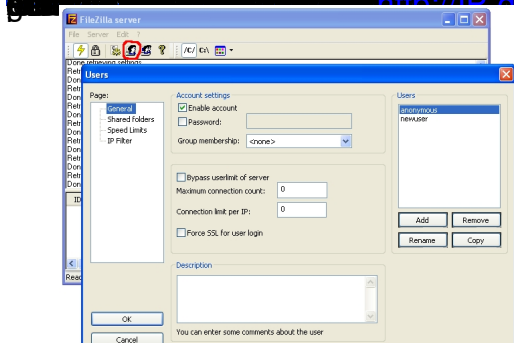 FileZilla server
File Server Edit ?
/C/ C:\
Done retrieving settings
Retr
Don
Retr
Don
Retr
Don
Retr
Don
Retr
Don
Retr
Don
Retr
Don
ID
Users
Page:
General
Shared folders
Speed Limits
IP Filter
Account settings
Enable account
Password:
Group membership: <none>
Bypass userlimit of server
Maximum connection count: 0
Connection limit per IP: 0
Force SSL for user login
Description
You can enter some comments about the user
Users
anonymous
newuser
Add Remove
Rename Copy
OK
Cancel